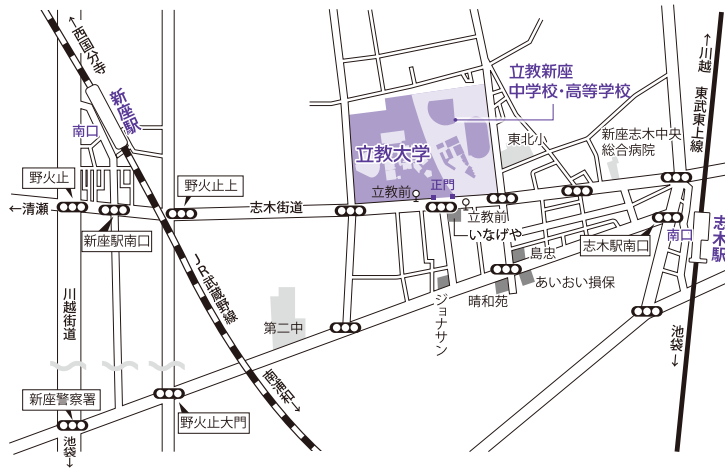 ←西国分寺
新座駅
南口
野火止
←清瀬
新座駅南口
野火止上
志木街道
立教新座
中学校・高等学校
立教大学
立教前
正門
東北小
新座志木中央
総合病院
←川越
東武東上線
立教前
いなげや
志木駅南口
南口
志木駅
島忠
あいおい損保
晴和苑
ジョナサン
JR武蔵野線
川越街道
第二中
池袋→
南浦和→
新座警察署
野火止大門
池袋→